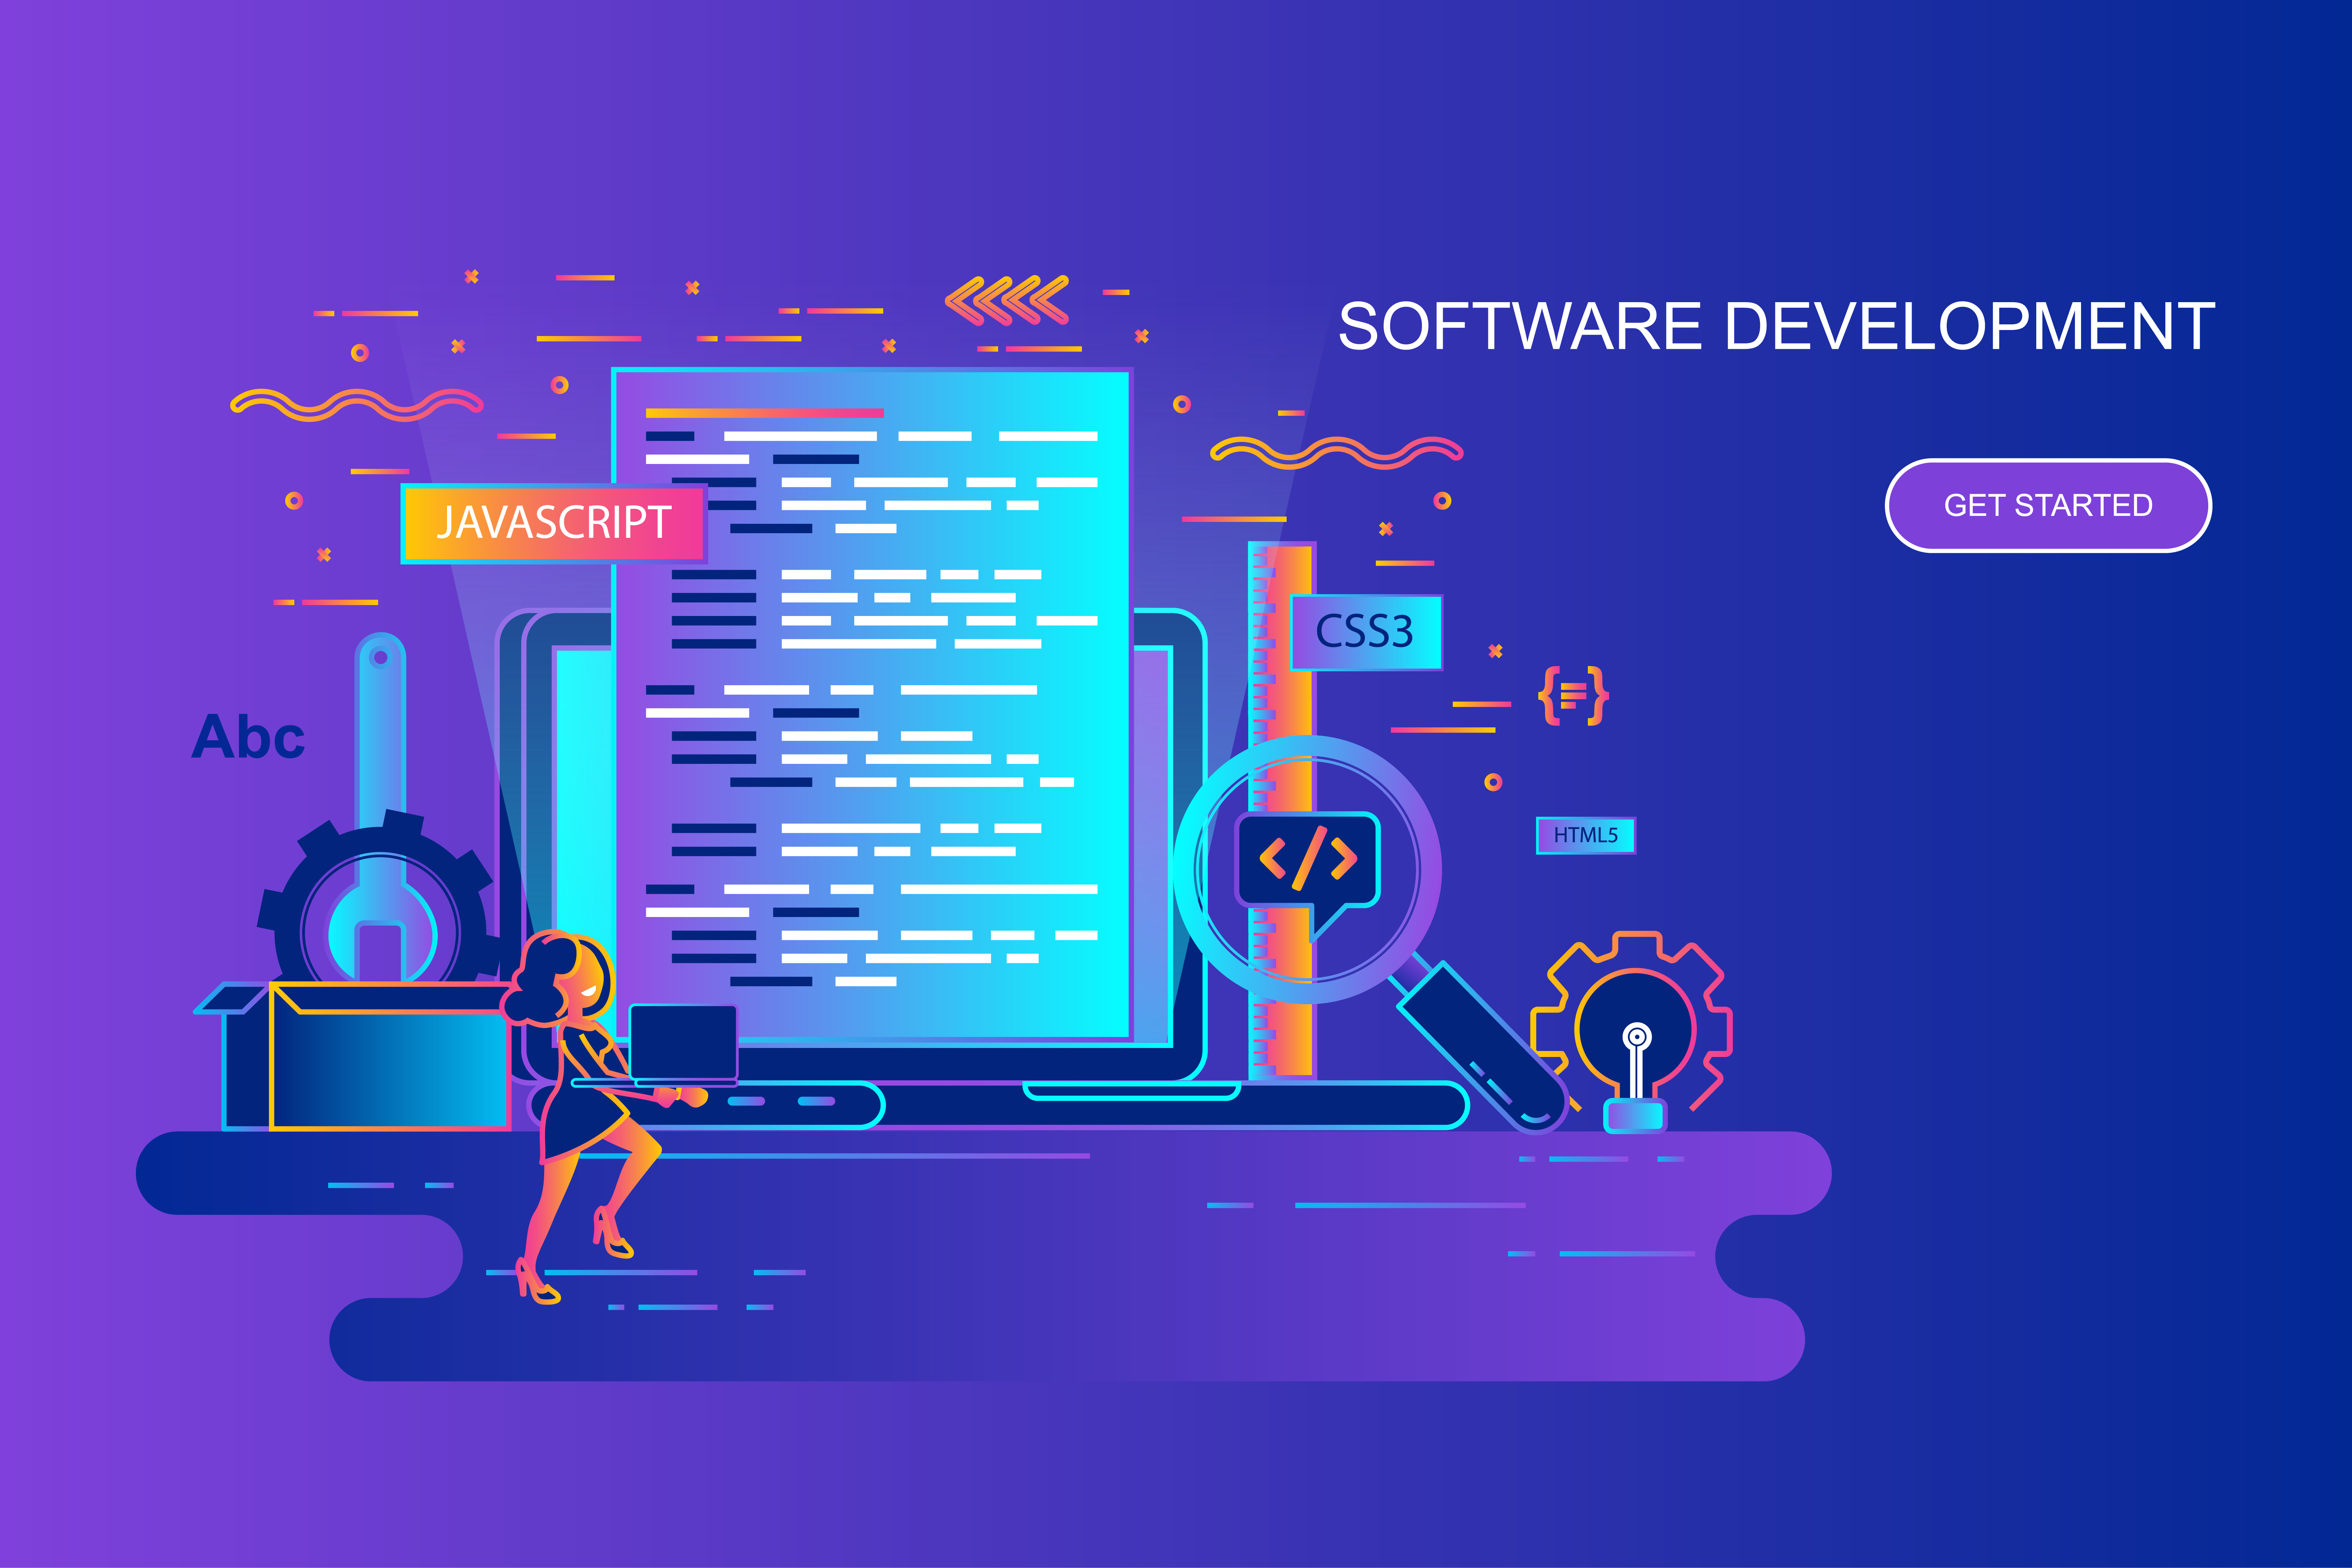 SOFTWARE DEVELOPMENT
GET STARTED
JAVASCRIPT
CSS3
Abc
</>
{=}
HTML5